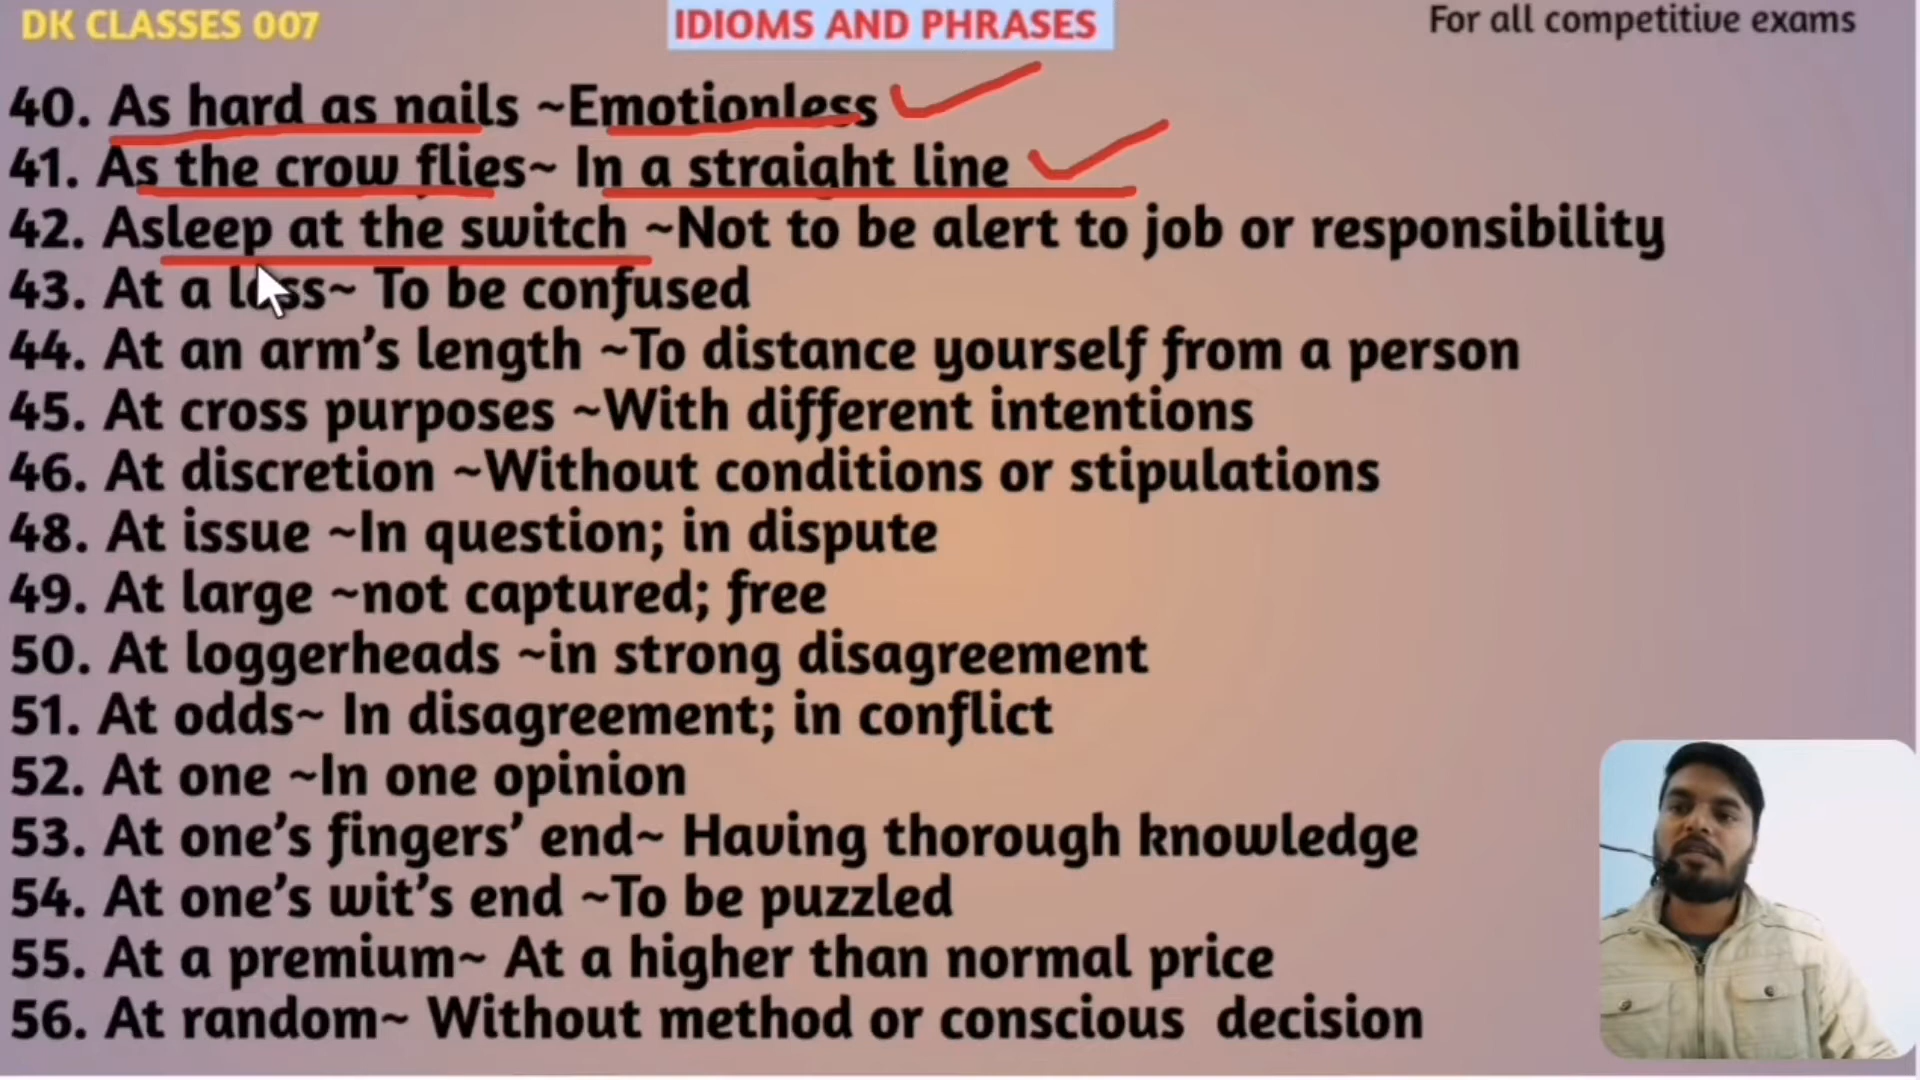 DK CLASSES 007
IDIOMS AND PHRASES
For all competitive exams
40. As hard as nails ~Emotionless
41. As the crow flies~ In a straight line
42. Asleep at the switch ~Not to be alert to job or responsibility
43. At a loss~ To be confused
44. At an arm's length ~To distance yourself from a person
45. At cross purposes ~With different intentions
46. At discretion ~Without conditions or stipulations
48. At issue ~In question; in dispute
49. At large ~not captured; free
50. At loggerheads ~in strong disagreement
51. At odds~ In disagreement; in conflict
52. At one ~In one opinion
53. At one's fingers' end~ Having thorough knowledge
54. At one's wit's end ~To be puzzled
55. At a premium~ At a higher than normal price
56. At random~ Without method or conscious decision